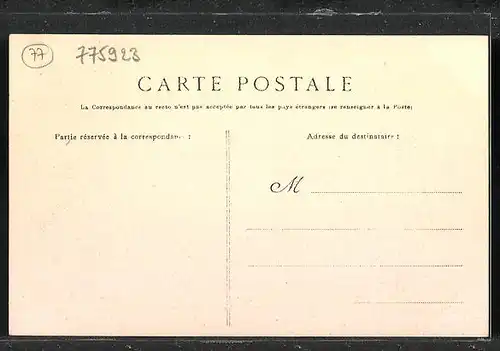 77 775923
CARTE POSTALE
La Correspondance au recto n'est pas acceptée par tous les pays étrangers (se renseigner à la Poste)
Partie réservée à la correspondance :
Adresse du destinataire :
M